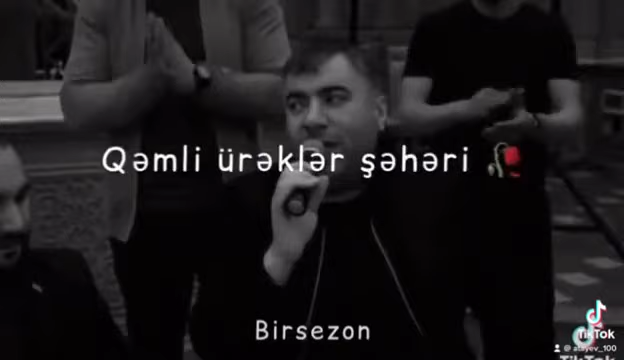 Qəmli ürəklər şəhəri 🥀
Birsezon
TikTok
@ atayev_100
TikTok